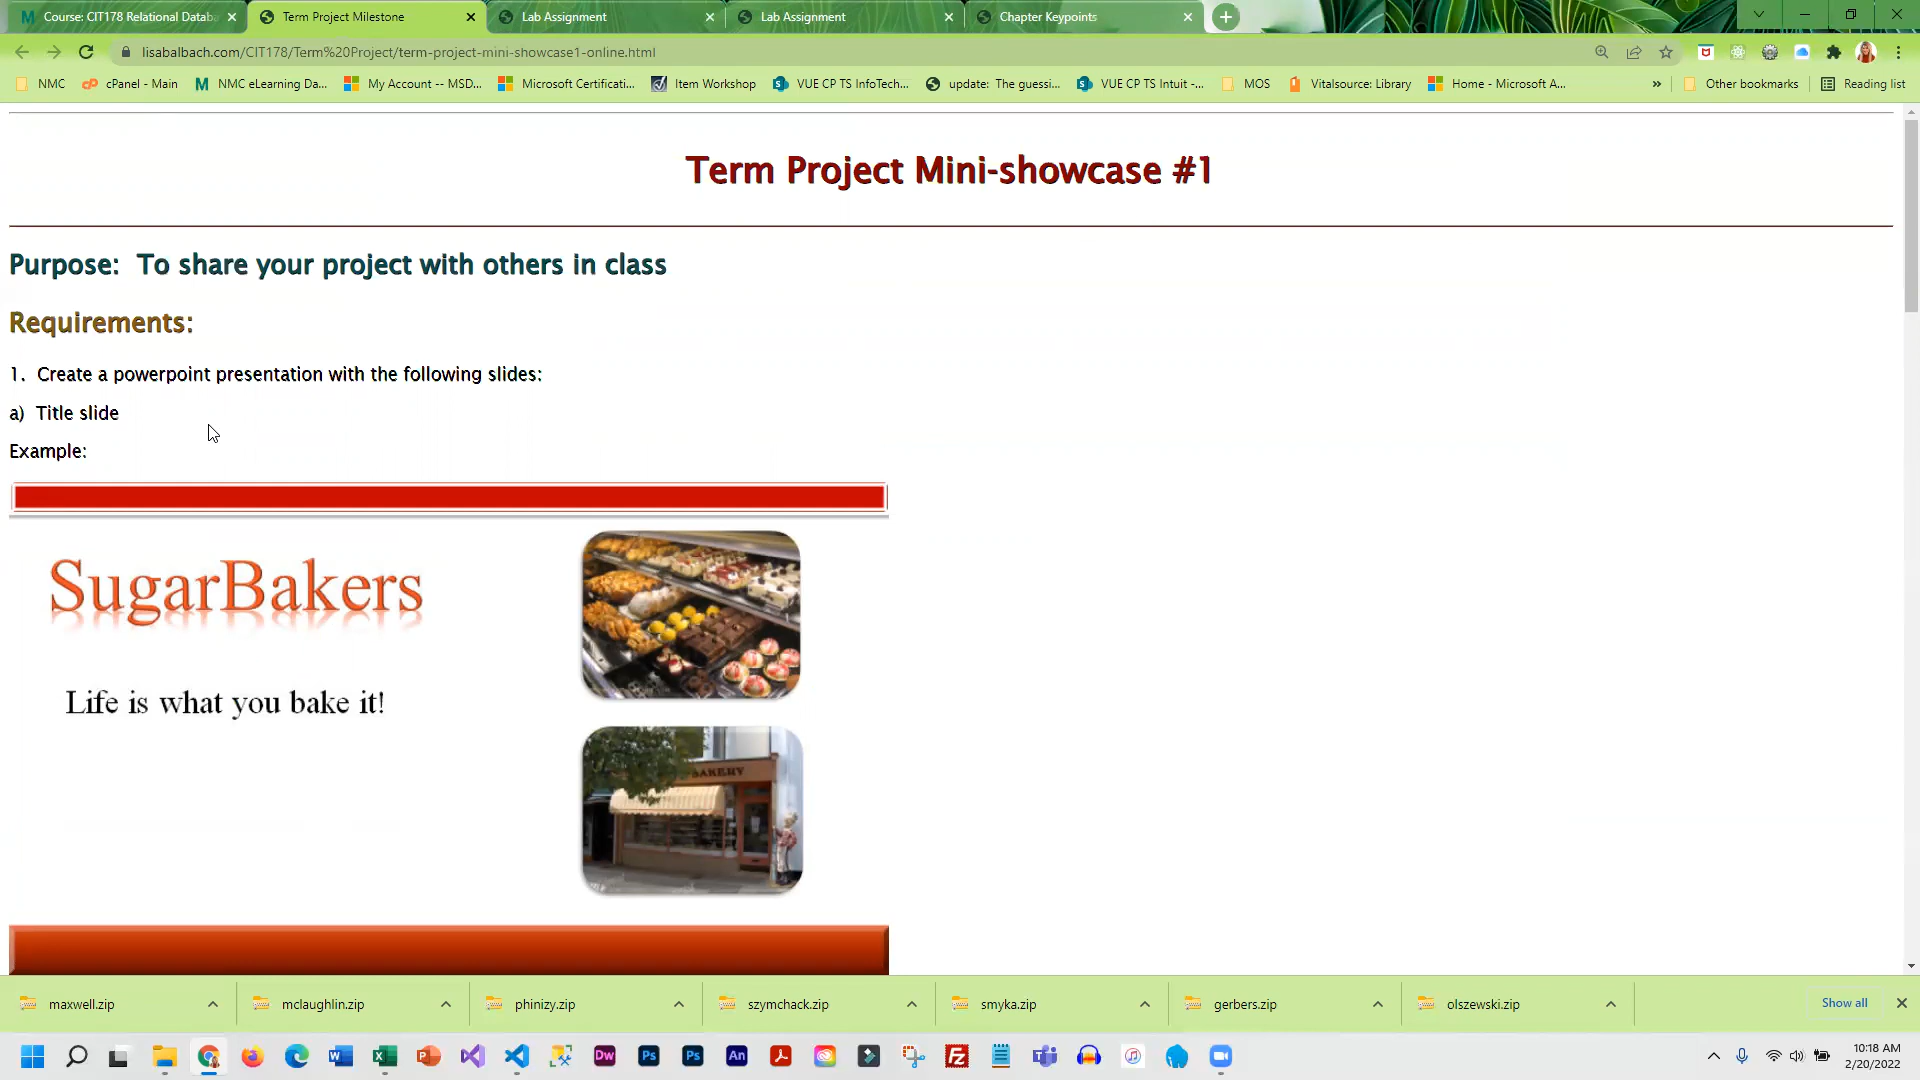 Course: CIT178 Relational Databa
Term Project Milestone
Lab Assignment
Lab Assignment
Chapter Keypoints
lisabalbach.com/CIT178/Term%20Project/term-project-mini-showcase1-online.html
NMC
cPanel - Main
NMC eLearning Da...
My Account -- MSD...
Microsoft Certificati...
Item Workshop
VUE CP TS InfoTech...
update: The guessi...
VUE CP TS Intuit -...
MOS
Vitalsource: Library
Home - Microsoft A...
»
Other bookmarks
Reading list
Term Project Mini-showcase #1
Purpose: To share your project with others in class
Requirements:
1. Create a powerpoint presentation with the following slides:
a) Title slide
Example:
SugarBakers
Life is what you bake it!
BAKERY
maxwell.zip
mclaughlin.zip
phinizy.zip
szymchack.zip
smyka.zip
gerbers.zip
olszewski.zip
Show all
10:18 AM
2/20/2022